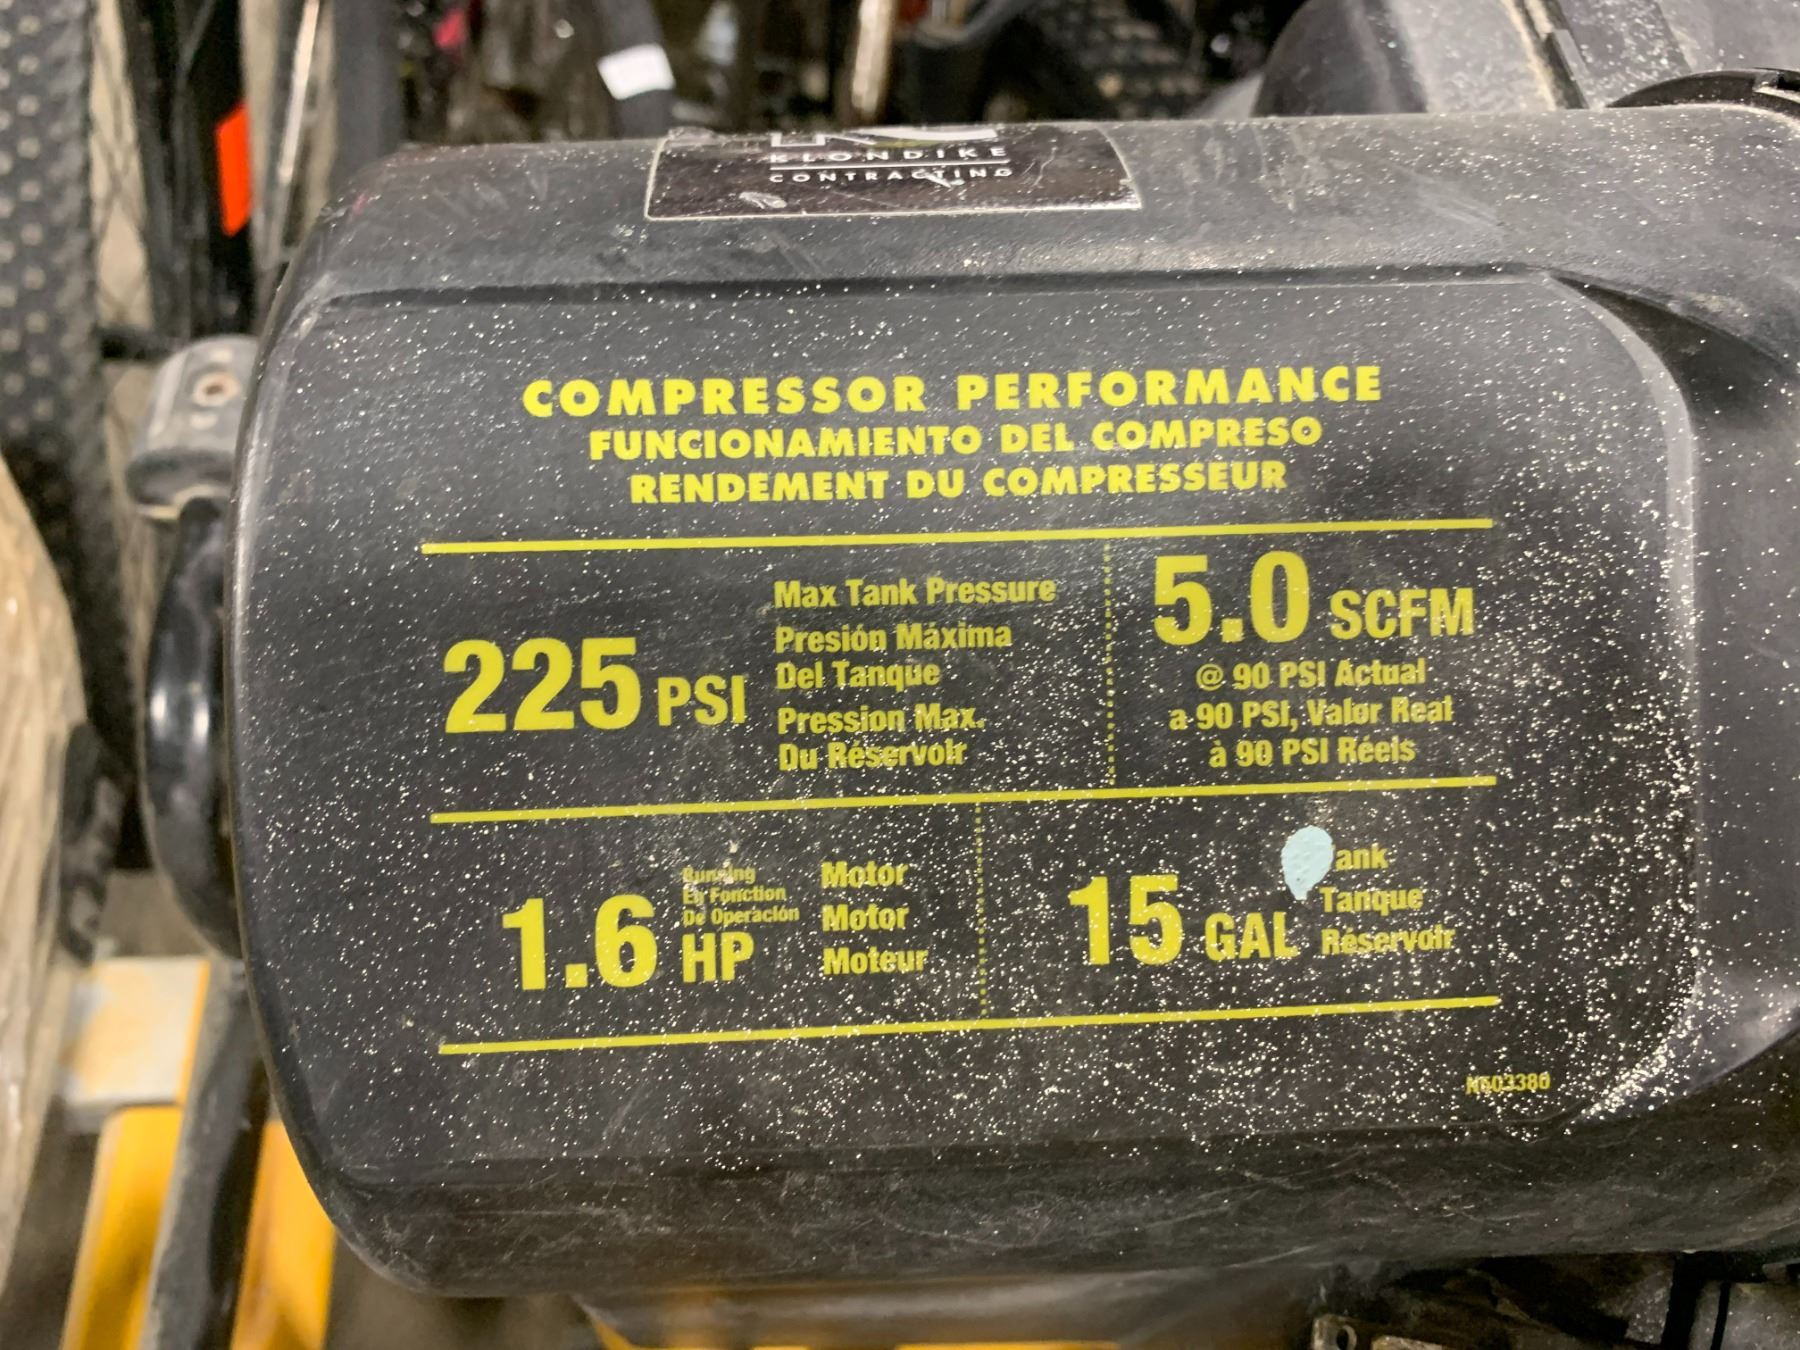 KLONDIKE
CONTRACTING
COMPRESSOR PERFORMANCE
FUNCIONAMIENTO DEL COMPRESO
RENDEMENT DU COMPRESSEUR
225 PSI
Max Tank Pressure
Presión Máxima
Del Tanque
Pression Max.
Du Réservoir
5.0 SCFM
@ 90 PSI Actual
a 90 PSI, Valor Real
à 90 PSI Réels
1.6 HP
Running
En Fonction
De Operación
Motor
Motor
Moteur
15 GAL
ank
Tanque
Réservoir